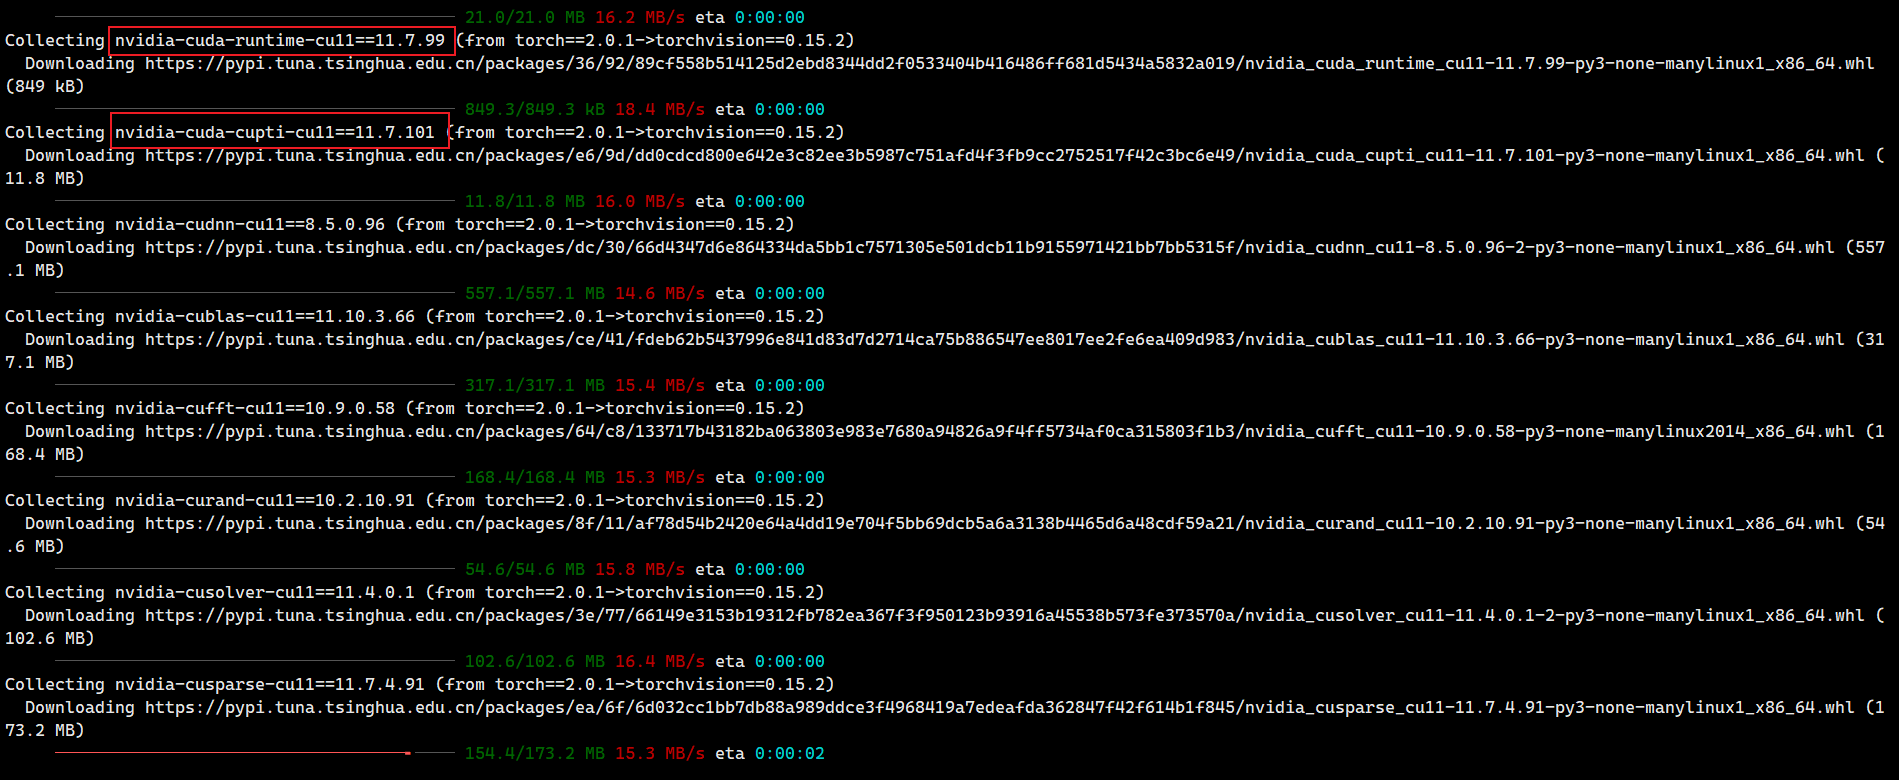 21.0/21.0 MB 16.2 MB/s eta 0:00:00
Collecting nvidia-cuda-runtime-cu11==11.7.99 (from torch==2.0.1->torchvision==0.15.2)
Downloading https://pypi.tuna.tsinghua.edu.cn/packages/36/92/89cf558b514125d2ebd8344dd2f0533404b416486ff681d5434a5832a019/nvidia_cuda_runtime_cu11-11.7.99-py3-none-manylinux1_x86_64.whl
(849 kB)
849.3/849.3 kB 18.4 MB/s eta 0:00:00
Collecting nvidia-cuda-cupti-cu11==11.7.101 (from torch==2.0.1->torchvision==0.15.2)
Downloading https://pypi.tuna.tsinghua.edu.cn/packages/e6/9d/dd0cdcd800e642e3c82ee3b5987c751afd4f3fb9cc2752517f42c3bc6e49/nvidia_cuda_cupti_cu11-11.7.101-py3-none-manylinux1_x86_64.whl (
11.8 MB)
11.8/11.8 MB 16.0 MB/s eta 0:00:00
Collecting nvidia-cudnn-cu11==8.5.0.96 (from torch==2.0.1->torchvision==0.15.2)
Downloading https://pypi.tuna.tsinghua.edu.cn/packages/dc/30/66d4347d6e864334da5bb1c7571305e501dcb11b9155971421bb7bb5315f/nvidia_cudnn_cu11-8.5.0.96-2-py3-none-manylinux1_x86_64.whl (557
.1 MB)
557.1/557.1 MB 14.6 MB/s eta 0:00:00
Collecting nvidia-cublas-cu11==11.10.3.66 (from torch==2.0.1->torchvision==0.15.2)
Downloading https://pypi.tuna.tsinghua.edu.cn/packages/ce/41/fdeb62b5437996e841d83d7d2714ca75b886547ee8017ee2fe6ea409d983/nvidia_cublas_cu11-11.10.3.66-py3-none-manylinux1_x86_64.whl (31
7.1 MB)
317.1/317.1 MB 15.4 MB/s eta 0:00:00
Collecting nvidia-cufft-cu11==10.9.0.58 (from torch==2.0.1->torchvision==0.15.2)
Downloading https://pypi.tuna.tsinghua.edu.cn/packages/64/c8/133717b43182ba063803e983e7680a94826a9f4ff5734af0ca315803f1b3/nvidia_cufft_cu11-10.9.0.58-py3-none-manylinux2014_x86_64.whl (1
68.4 MB)
168.4/168.4 MB 15.3 MB/s eta 0:00:00
Collecting nvidia-curand-cu11==10.2.10.91 (from torch==2.0.1->torchvision==0.15.2)
Downloading https://pypi.tuna.tsinghua.edu.cn/packages/8f/11/af78d54b2420e64a4dd19e704f5bb69dcb5a6a3138b4465d6a48cdf59a21/nvidia_curand_cu11-10.2.10.91-py3-none-manylinux1_x86_64.whl (54
.6 MB)
54.6/54.6 MB 15.8 MB/s eta 0:00:00
Collecting nvidia-cusolver-cu11==11.4.0.1 (from torch==2.0.1->torchvision==0.15.2)
Downloading https://pypi.tuna.tsinghua.edu.cn/packages/3e/77/66149e3153b19312fb782ea367f3f950123b93916a45538b573fe373570a/nvidia_cusolver_cu11-11.4.0.1-2-py3-none-manylinux1_x86_64.whl (
102.6 MB)
102.6/102.6 MB 16.4 MB/s eta 0:00:00
Collecting nvidia-cusparse-cu11==11.7.4.91 (from torch==2.0.1->torchvision==0.15.2)
Downloading https://pypi.tuna.tsinghua.edu.cn/packages/ea/6f/6d032cc1bb7db88a989ddce3f4968419a7edeafda362847f42f614b1f845/nvidia_cusparse_cu11-11.7.4.91-py3-none-manylinux1_x86_64.whl (1
73.2 MB)
154.4/173.2 MB 15.3 MB/s eta 0:00:02